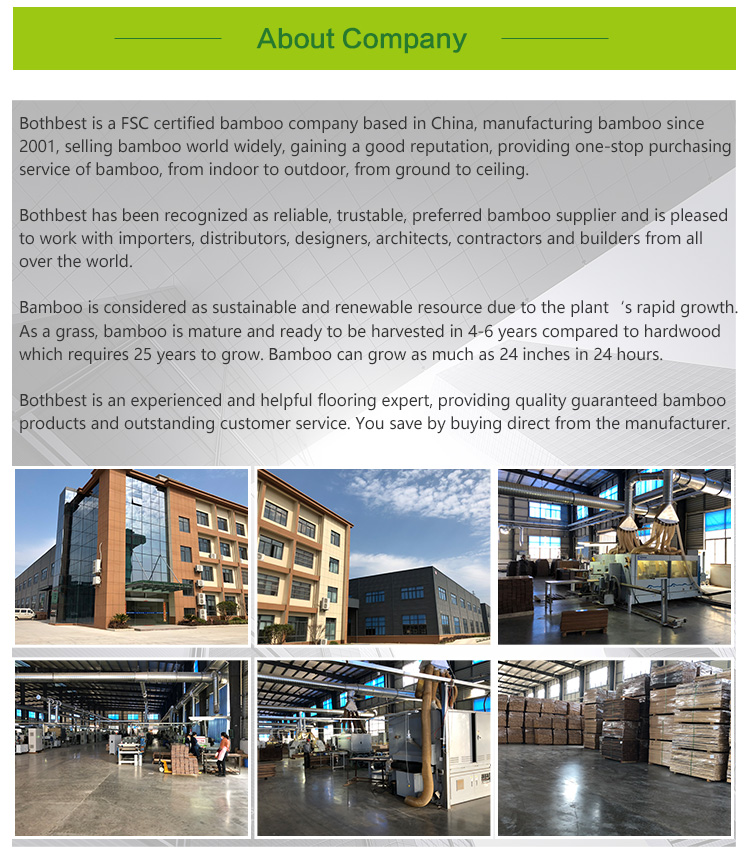 About Company
Bothbest is a FSC certified bamboo company based in China, manufacturing bamboo since
2001, selling bamboo world widely, gaining a good reputation, providing one-stop purchasing
service of bamboo, from indoor to outdoor, from ground to ceiling.
Bothbest has been recognized as reliable, trustable, preferred bamboo supplier and is pleased
to work with importers, distributors, designers, architects, contractors and builders from all
over the world.
Bamboo is considered as sustainable and renewable resource due to the plant ‘s rapid growth.
As a grass, bamboo is mature and ready to be harvested in 4-6 years compared to hardwood
which requires 25 years to grow. Bamboo can grow as much as 24 inches in 24 hours.
Bothbest is an experienced and helpful flooring expert, providing quality guaranteed bamboo
products and outstanding customer service. You save by buying direct from the manufacturer.